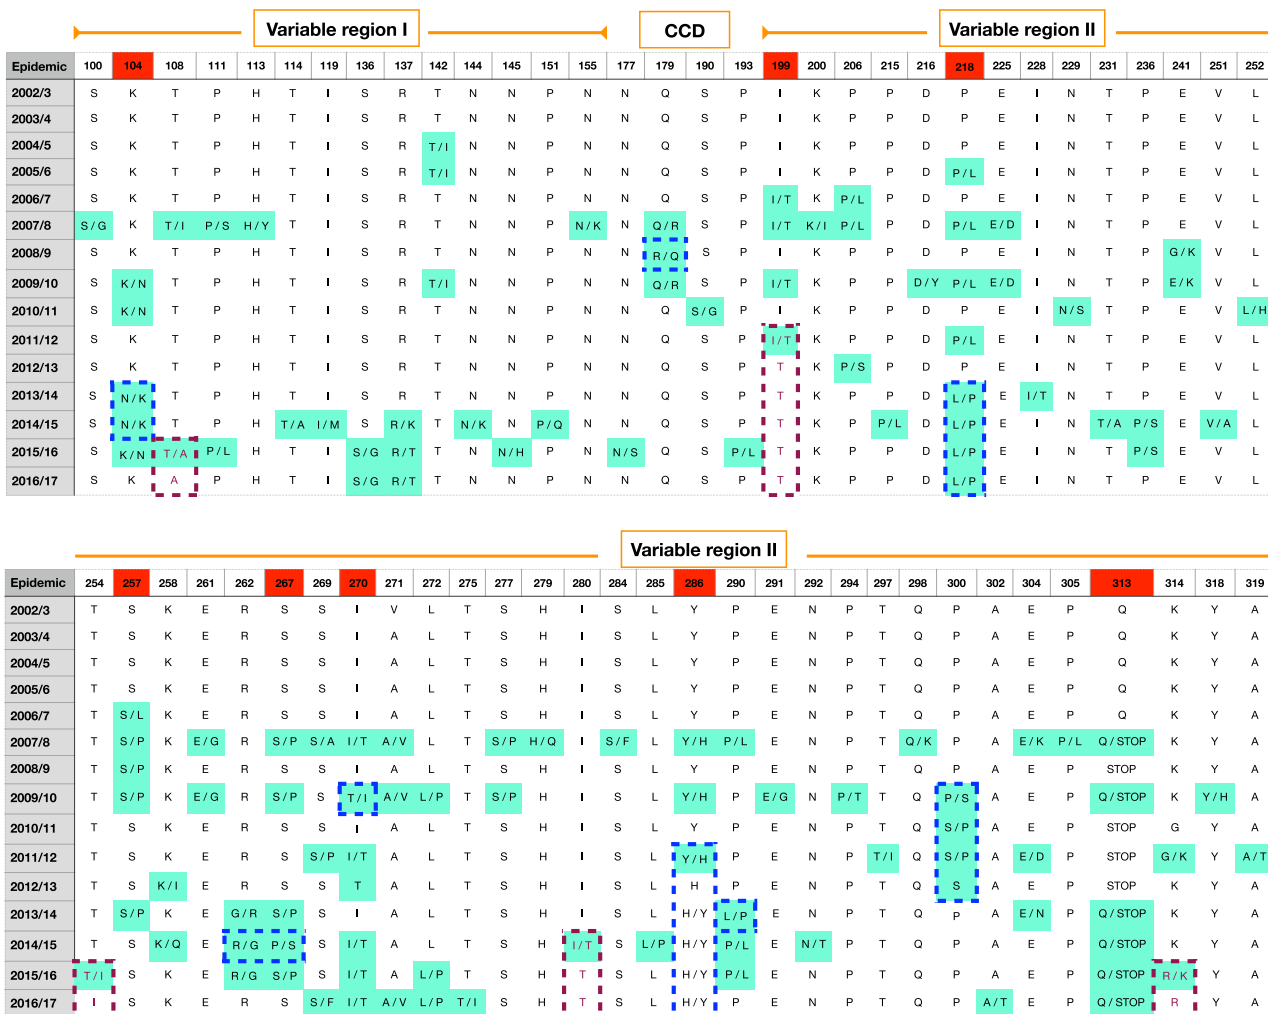 Variable region I CCD Variable region II
Epidemic 100 104 108 111 113 114 119 136 137 142 144 145 151 155 177 179 190 193 199 200 206 215 216 218 225 228 229 231 236 241 251 252
2002/3 S K T P H T I S R T N N P N N Q S P I K P P D P E I N T P E V L
2003/4 S K T P H T I S R T N N P N N Q S P I K P P D P E I N T P E V L
2004/5 S K T P H T I S R T/I N N P N N Q S P I K P P D P E I N T P E V L
2005/6 S K T P H T I S R T/I N N P N N Q S P I K P P D P/L E I N T P E V L
2006/7 S K T P H T I S R T N N P N N Q S P I/T K P/L P D P E I N T P E V L
2007/8 S/G K T/I P/S H/Y T I S R T N N P N/K N Q/R S P I/T K/I P/L P D P/L E/D I N T P E V L
2008/9 S K T P H T I S R T N N P N N R/Q S P I K P P D P E I N T P G/K V L
2009/10 S K/N T P H T I S R T/I N N P N N Q/R S P I/T K P P D/Y P/L E/D I N T P E/K V L
2010/11 S K/N T P H T I S R T N N P N N Q S/G P I K P P D P E I N/S T P E V L/H
2011/12 S K T P H T I S R T N N P N N Q S P I/T K P P D P/L E I N T P E V L
2012/13 S K T P H T I S R T N N P N N Q S P T K P/S P D P E I N T P E V L
2013/14 S N/K T P H T I S R T N N P N N Q S P T K P P D L/P E I/T N T P E V L
2014/15 S N/K T P H T/A I/M S R/K T N/K N P/Q N N Q S P T K P P/L D L/P E I N T/A P/S E V/A L
2015/16 S K/N T/A P/L H T I S/G R/T T N N/H P N N/S Q S P/L T K P P D L/P E I N T P/S E V L
2016/17 S K A P H T I S/G R/T T N N P N N Q S P T K P P D L/P E I N T P E V L
Variable region II
Epidemic 254 257 258 261 262 267 269 270 271 272 275 277 279 280 284 285 286 290 291 292 294 297 298 300 302 304 305 313 314 318 319
2002/3 T S K E R S S I V L T S H I S L Y P E N P T Q P A E P Q K Y A
2003/4 T S K E R S S I A L T S H I S L Y P E N P T Q P A E P Q K Y A
2004/5 T S K E R S S I A L T S H I S L Y P E N P T Q P A E P Q K Y A
2005/6 T S K E R S S I A L T S H I S L Y P E N P T Q P A E P Q K Y A
2006/7 T S/L K E R S S I A L T S H I S L Y P E N P T Q P A E P Q K Y A
2007/8 T S/P K E/G R S/P S/A I/T A/V L T S/P H/Q I S/F L Y/H P/L E N P T Q/K P A E/K P/L Q/STOP K Y A
2008/9 T S/P K E R S S I A L T S H I S L Y P E N P T Q P A E P STOP K Y A
2009/10 T S/P K E/G R S/P S T/I A/V L/P T S/P H I S L Y/H P E/G N P/T T Q P/S A E P Q/STOP K Y/H A
2010/11 T S K E R S S I A L T S H I S L Y P E N P T Q S/P A E P STOP G Y A
2011/12 T S K E R S S/P I/T A L T S H I S L Y/H P E N P T/I Q S/P A E/D P STOP G/K Y A/T
2012/13 T S K/I E R S S T A L T S H I S L H P E N P T Q S A E P STOP K Y A
2013/14 T S/P K E G/R S/P S I A L T S H I S L H/Y L/P E N P T Q P A E/N P Q/STOP K Y A
2014/15 T S K/Q E R/G P/S S I/T A L T S H I/T S L/P H/Y P/L E N/T P T Q P A E P Q/STOP K Y A
2015/16 T/I S K E R/G S/P S I/T A L/P T S H T S L H/Y P/L E N P T Q P A E P Q/STOP R/K Y A
2016/17 I S K E R S S/F I/T A/V L/P T/I S H T S L H/Y P E N P T Q P A/T E P Q/STOP R Y A